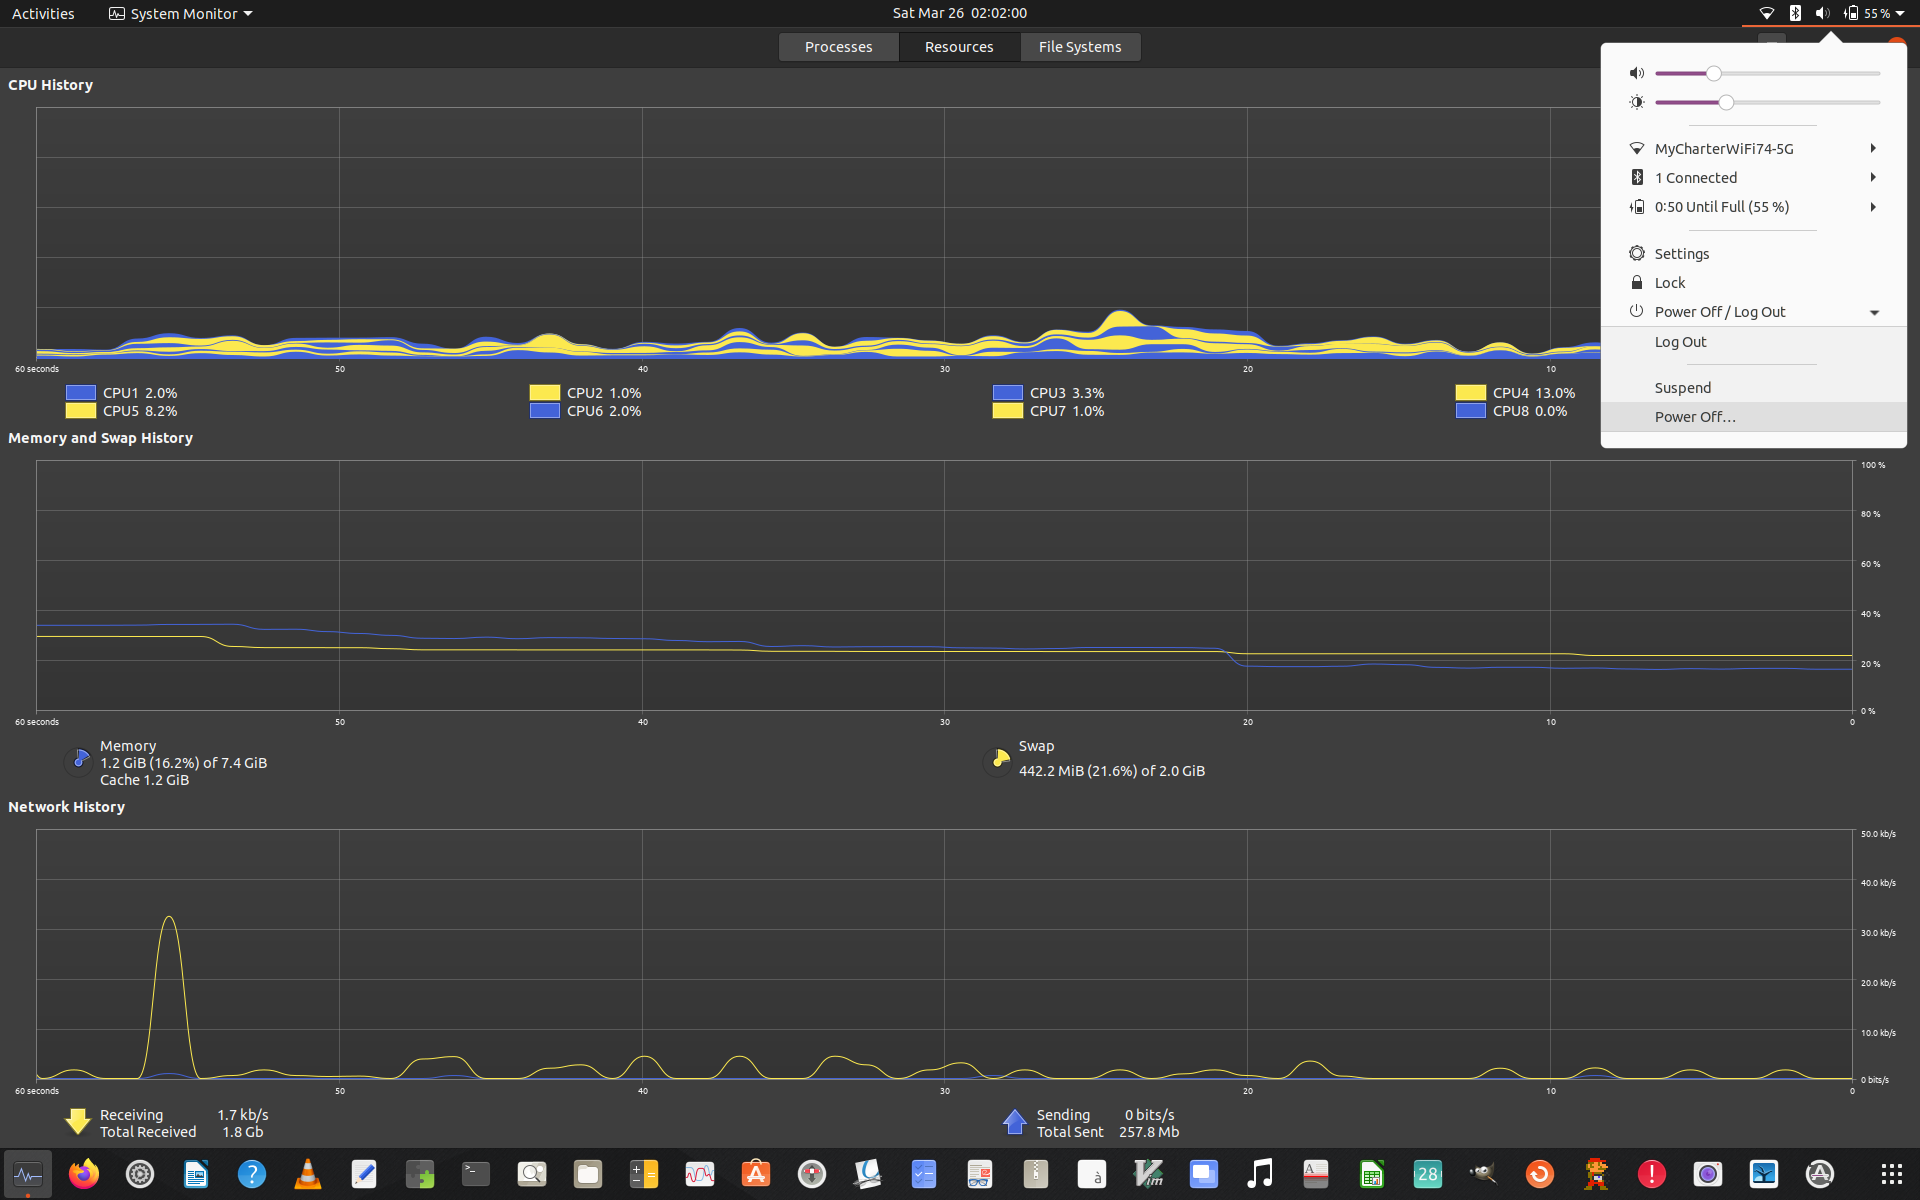 Activities
System Monitor
Sat Mar 26 02:02:00
55 %
Processes
Resources
File Systems
CPU History
60 seconds 50 40 30 20 10
CPU1 2.0% CPU2 1.0% CPU3 3.3% CPU4 13.0%
CPU5 8.2% CPU6 2.0% CPU7 1.0% CPU8 0.0%
MyCharterWiFi74-5G
1 Connected
0:50 Until Full (55 %)
Settings
Lock
Power Off / Log Out
Log Out
Suspend
Power Off...
Memory and Swap History
100 %
80 %
60 %
40 %
20 %
0 %
60 seconds 50 40 30 20 10 0
Memory
1.2 GiB (16.2%) of 7.4 GiB
Cache 1.2 GiB
Swap
442.2 MiB (21.6%) of 2.0 GiB
Network History
50.0 kb/s
40.0 kb/s
30.0 kb/s
20.0 kb/s
10.0 kb/s
0 bits/s
60 seconds 50 40 30 20 10 0
Receiving 1.7 kb/s
Total Received 1.8 Gb
Sending 0 bits/s
Total Sent 257.8 Mb
?
>_
à
Vim
A
28
!